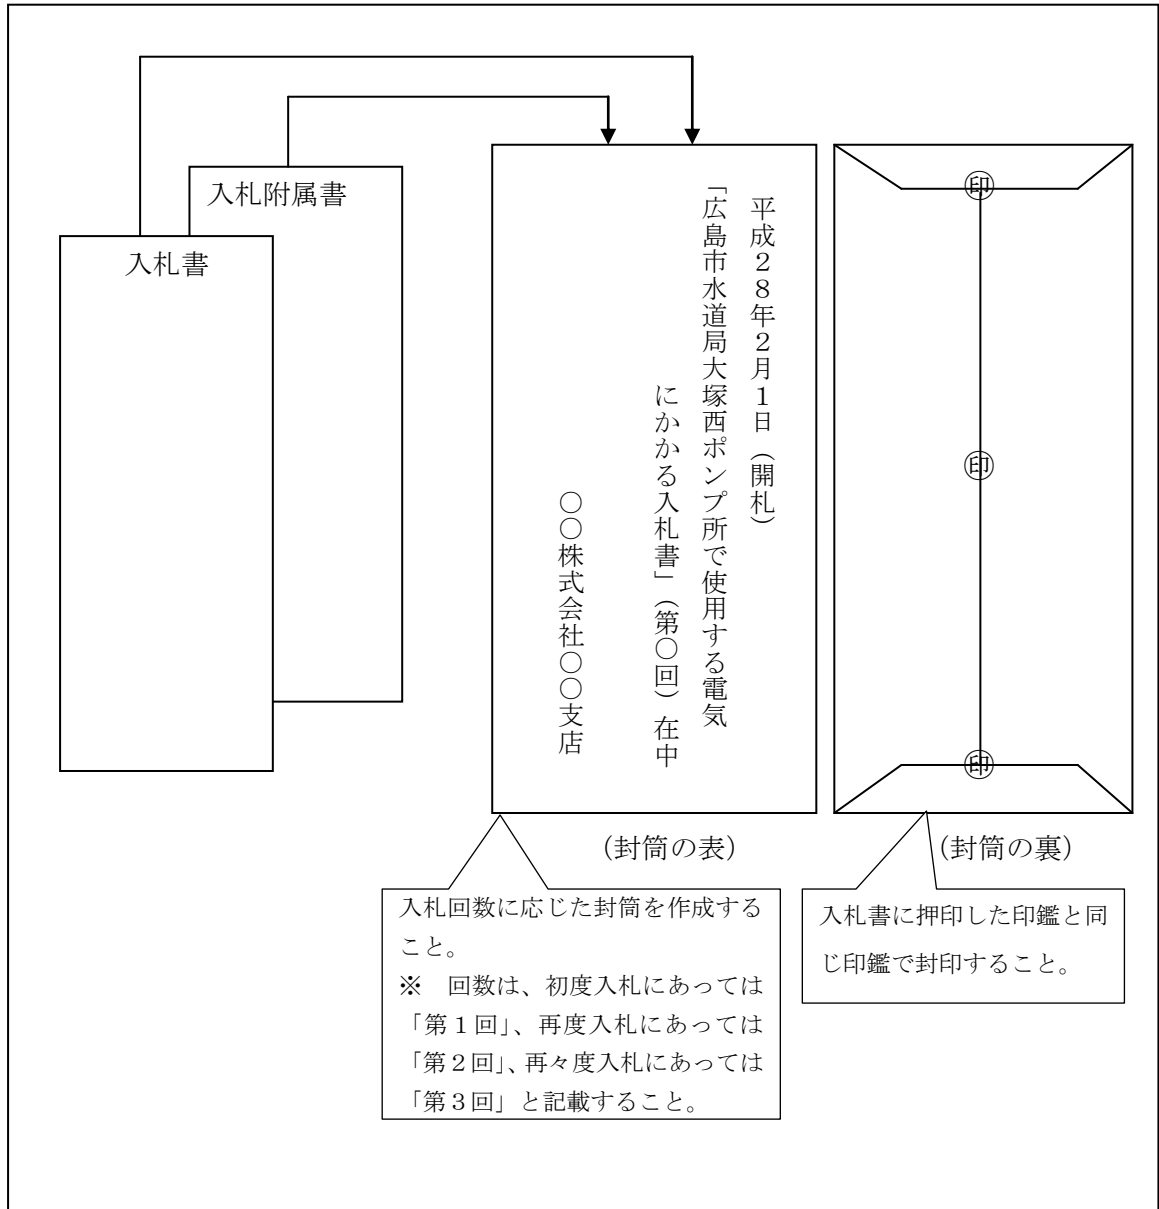 入札附属書
入札書
平成２８年２月１日（開札）
「広島市水道局大塚西ポンプ所で使用する電気
にかかる入札書」（第〇回）在中
〇〇株式会社〇〇支店
㊞
㊞
㊞
（封筒の表）
（封筒の裏）
入札回数に応じた封筒を作成する
こと。
※　回数は、初度入札にあっては
「第１回」、再度入札にあっては
「第２回」、再々度入札にあっては
「第３回」と記載すること。
入札書に押印した印鑑と同
じ印鑑で封印すること。